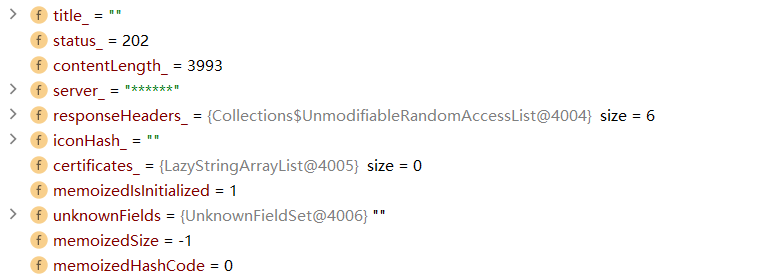 title_ = ""
status_ = 202
contentLength_ = 3993
server_ = "******"
responseHeaders_ = {Collections$UnmodifiableRandomAccessList@4004} size = 6
iconHash_ = ""
certificates_ = {LazyStringArrayList@4005} size = 0
memoizedIsInitialized = 1
unknownFields = {UnknownFieldSet@4006} ""
memoizedSize = -1
memoizedHashCode = 0